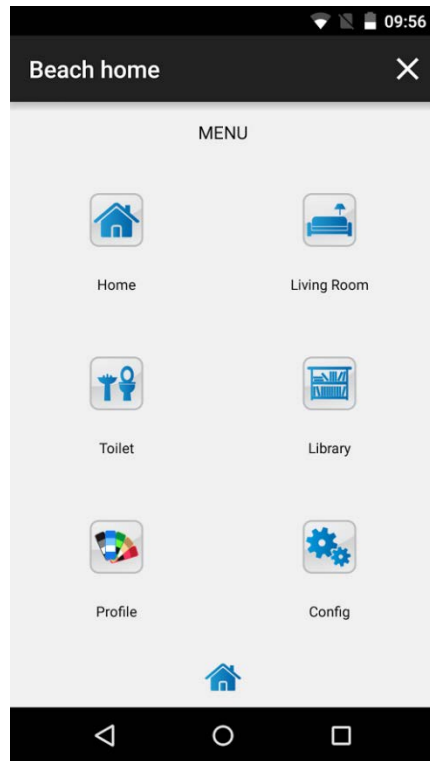 09:56
Beach home
MENU
Home Living Room
Toilet Library
Profile Config